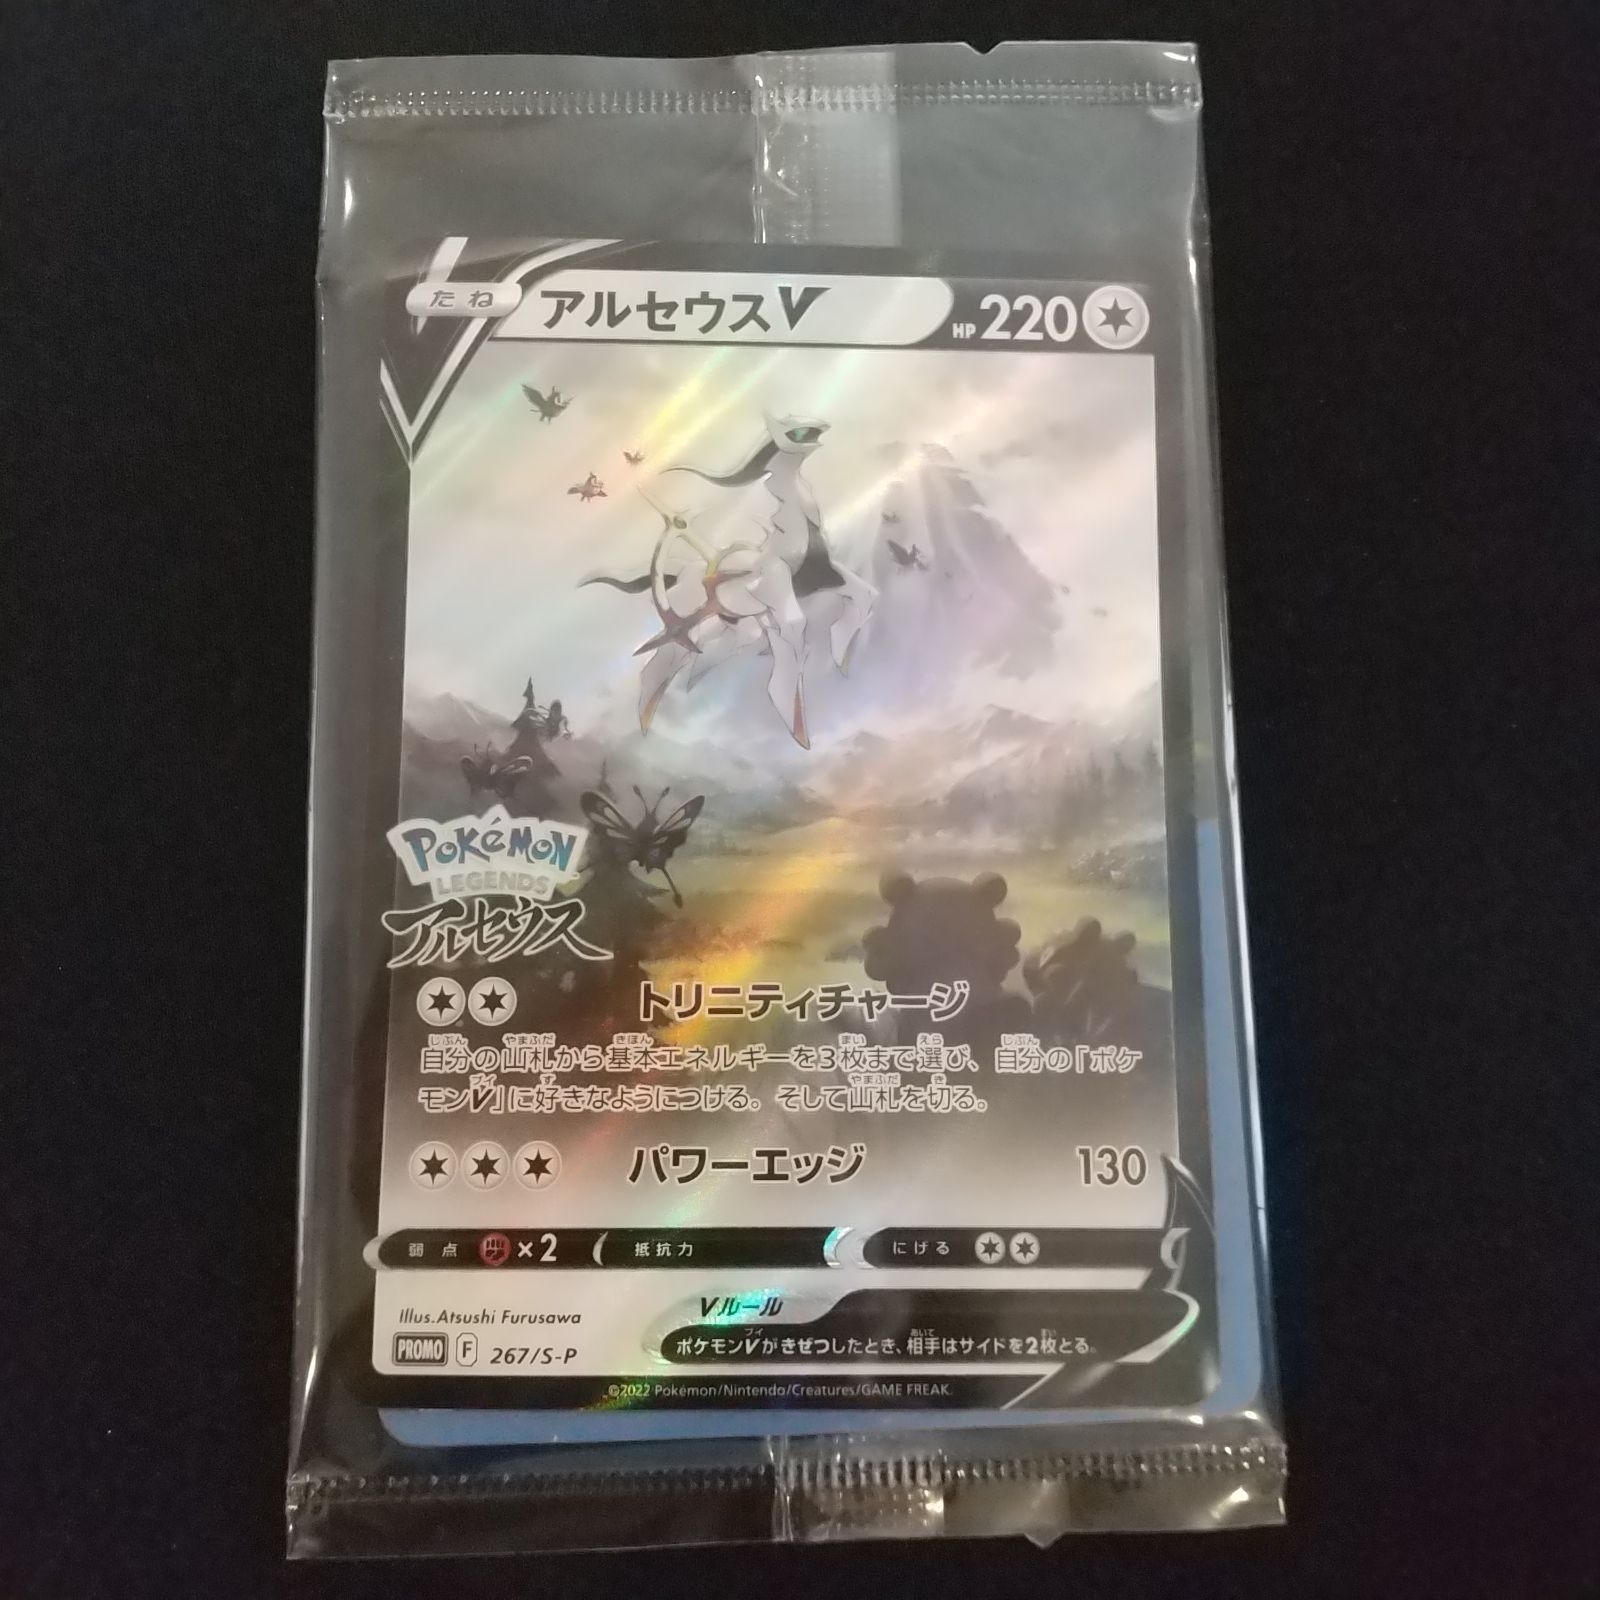 たね アルセウスV HP 220
POKéMON
LEGENDS
アルセウス
トリニティチャージ
自分の山札から基本エネルギーを3枚まで選び、自分の「ポケ
モンV」に好きなようにつける。そして山札を切る。
パワーエッジ 130
弱点 ×2 抵抗力 にげる
Illus.Atsushi Furusawa
Vルール
PROMO F 267/S-P
ポケモンVがきぜつしたとき、相手はサイドを2枚とる。
©2022 Pokémon/Nintendo/Creatures/GAME FREAK.